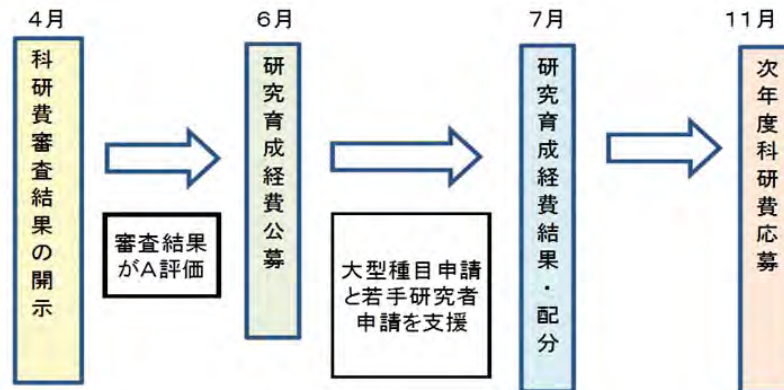 4月
科研費審査結果の開示
審査結果
がA評価
6月
研究育成経費公募
大型種目申請
と若手研究者
申請を支援
7月
研究育成経費結果・配分
11月
次年度科研費応募